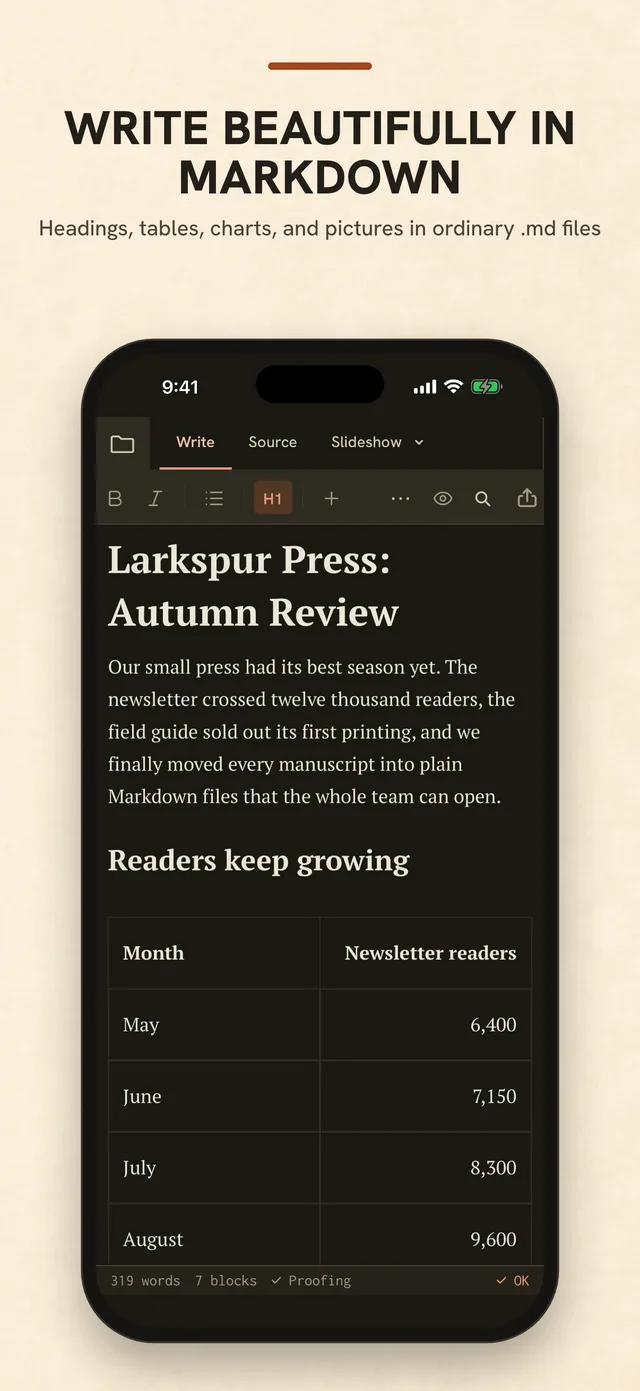 WRITE BEAUTIFULLY IN
MARKDOWN
Headings, tables, charts, and pictures in ordinary .md files
9:41
Write Source Slideshow
B I H1
Larkspur Press:
Autumn Review
Our small press had its best season yet. The
newsletter crossed twelve thousand readers, the
field guide sold out its first printing, and we
finally moved every manuscript into plain
Markdown files that the whole team can open.
Readers keep growing
Month Newsletter readers
May 6,400
June 7,150
July 8,300
August 9,600
319 words 7 blocks ✓ Proofing ✓ OK